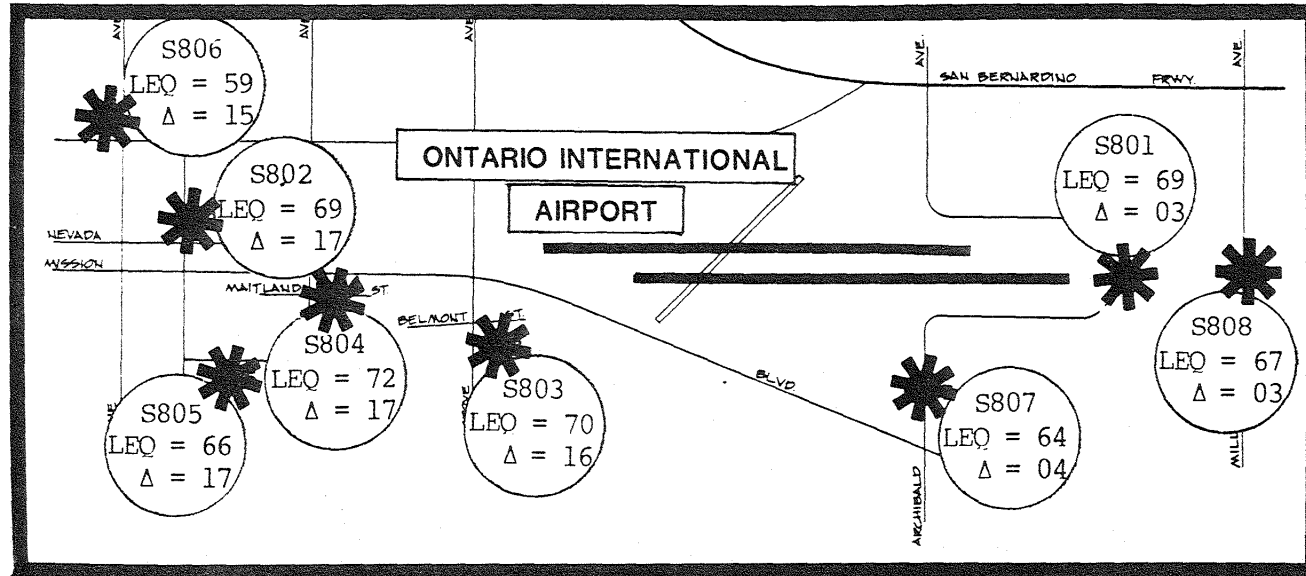 AVE
AVE
AVE
AVE.
AVE.
S806
LEQ = 59
Δ = 15
SAN BERNARDINO FRWY.
ONTARIO INTERNATIONAL
AIRPORT
S801
LEQ = 69
Δ = 03
S802
LEQ = 69
Δ = 17
NEVADA
MISSION
MAITLAND ST.
BELMONT ST.
S804
LEQ = 72
Δ = 17
S803
LEQ = 70
Δ = 16
BLVD.
S808
LEQ = 67
Δ = 03
S805
LEQ = 66
Δ = 17
S807
LEQ = 64
Δ = 04
ARCHIBALD